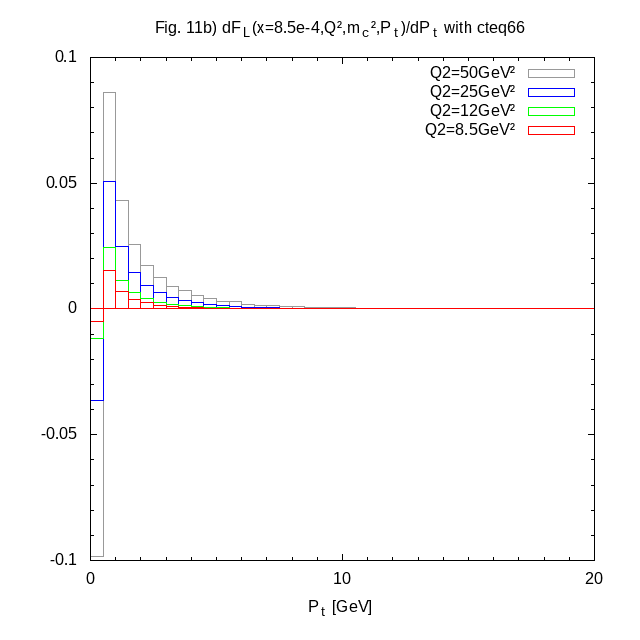 Fig. 11b) dF_L(x=8.5e-4,Q²,m_c²,P_t)/dP_t with cteq66
0.1
Q2=50GeV²
Q2=25GeV²
Q2=12GeV²
Q2=8.5GeV²
0.05
0
-0.05
-0.1
0 10 20
P_t [GeV]